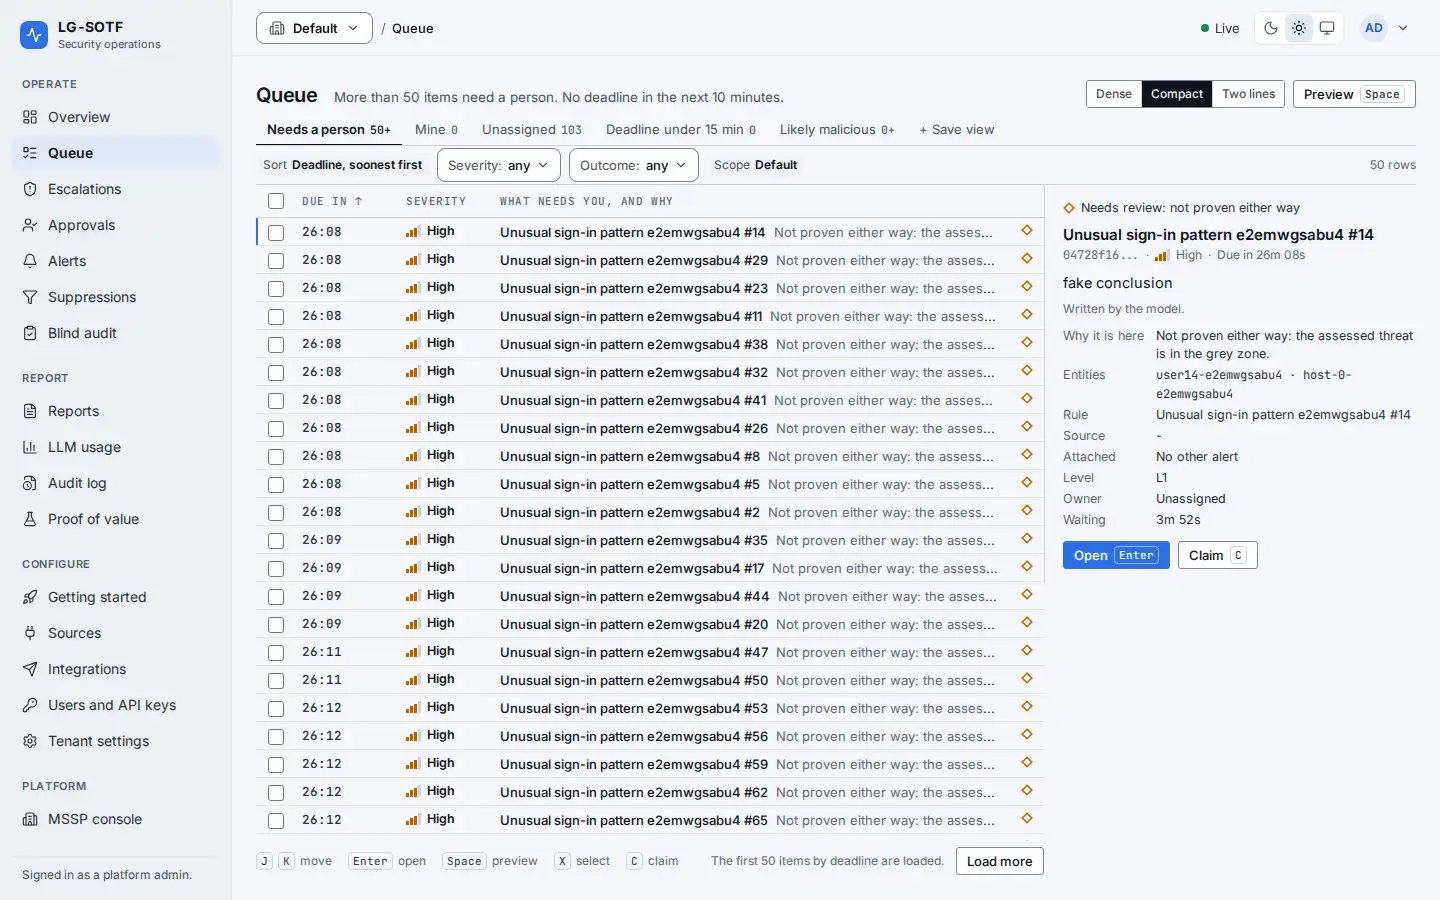 LG-SOTF
Security operations
OPERATE
Overview
Queue
Escalations
Approvals
Alerts
Suppressions
Blind audit
REPORT
Reports
LLM usage
Audit log
Proof of value
CONFIGURE
Getting started
Sources
Integrations
Users and API keys
Tenant settings
PLATFORM
MSSP console
Signed in as a platform admin.
Default / Queue
Live
AD
Queue More than 50 items need a person. No deadline in the next 10 minutes.
Dense Compact Two lines Preview Space
Needs a person 50+ Mine 0 Unassigned 103 Deadline under 15 min 0 Likely malicious 0+ + Save view
Sort Deadline, soonest first Severity: any Outcome: any Scope Default 50 rows
DUE IN ↑ SEVERITY WHAT NEEDS YOU, AND WHY
26:08 High Unusual sign-in pattern e2emwgsabu4 #14 Not proven either way: the asses...
26:08 High Unusual sign-in pattern e2emwgsabu4 #29 Not proven either way: the asses...
26:08 High Unusual sign-in pattern e2emwgsabu4 #23 Not proven either way: the asses...
26:08 High Unusual sign-in pattern e2emwgsabu4 #11 Not proven either way: the assess...
26:08 High Unusual sign-in pattern e2emwgsabu4 #38 Not proven either way: the asses...
26:08 High Unusual sign-in pattern e2emwgsabu4 #32 Not proven either way: the asses...
26:08 High Unusual sign-in pattern e2emwgsabu4 #41 Not proven either way: the asses...
26:08 High Unusual sign-in pattern e2emwgsabu4 #26 Not proven either way: the asses...
26:08 High Unusual sign-in pattern e2emwgsabu4 #8 Not proven either way: the assess...
26:08 High Unusual sign-in pattern e2emwgsabu4 #5 Not proven either way: the assess...
26:08 High Unusual sign-in pattern e2emwgsabu4 #2 Not proven either way: the assess...
26:09 High Unusual sign-in pattern e2emwgsabu4 #35 Not proven either way: the asses...
26:09 High Unusual sign-in pattern e2emwgsabu4 #17 Not proven either way: the assess...
26:09 High Unusual sign-in pattern e2emwgsabu4 #44 Not proven either way: the asses...
26:09 High Unusual sign-in pattern e2emwgsabu4 #20 Not proven either way: the asses...
26:11 High Unusual sign-in pattern e2emwgsabu4 #47 Not proven either way: the asses...
26:11 High Unusual sign-in pattern e2emwgsabu4 #50 Not proven either way: the asses...
26:12 High Unusual sign-in pattern e2emwgsabu4 #53 Not proven either way: the asses...
26:12 High Unusual sign-in pattern e2emwgsabu4 #56 Not proven either way: the asses...
26:12 High Unusual sign-in pattern e2emwgsabu4 #59 Not proven either way: the asses...
26:12 High Unusual sign-in pattern e2emwgsabu4 #62 Not proven either way: the asses...
26:12 High Unusual sign-in pattern e2emwgsabu4 #65 Not proven either way: the asses...
J K move Enter open Space preview X select C claim The first 50 items by deadline are loaded. Load more
Needs review: not proven either way
Unusual sign-in pattern e2emwgsabu4 #14
04728f16... · High · Due in 26m 08s
fake conclusion
Written by the model.
Why it is here Not proven either way: the assessed threat
is in the grey zone.
Entities user14-e2emwgsabu4 · host-0-
e2emwgsabu4
Rule Unusual sign-in pattern e2emwgsabu4 #14
Source -
Attached No other alert
Level L1
Owner Unassigned
Waiting 3m 52s
Open Enter Claim C